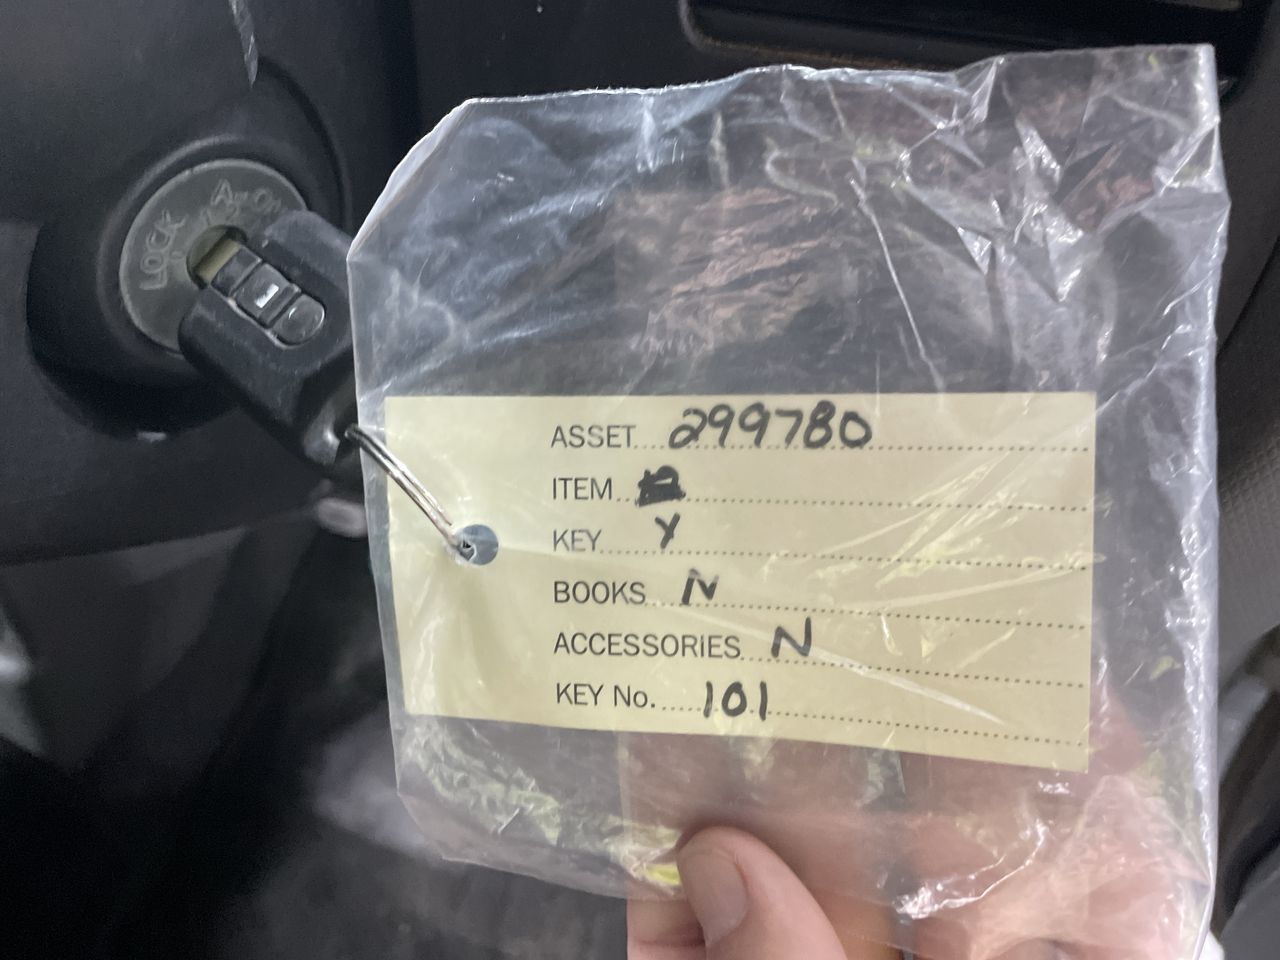 LOCK
ASSET 299780
ITEM
KEY Y
BOOKS N
ACCESSORIES N
KEY No. 101